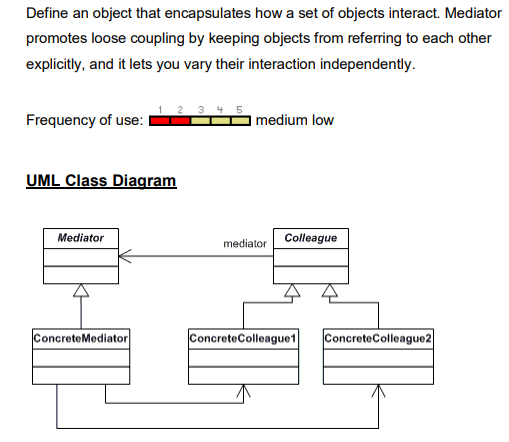 Define an object that encapsulates how a set of objects interact. Mediator
promotes loose coupling by keeping objects from referring to each other
explicitly, and it lets you vary their interaction independently.
1 2 3 4 5
Frequency of use: medium low
UML Class Diagram
Mediator
mediator
Colleague
ConcreteMediator
ConcreteColleague1
ConcreteColleague2